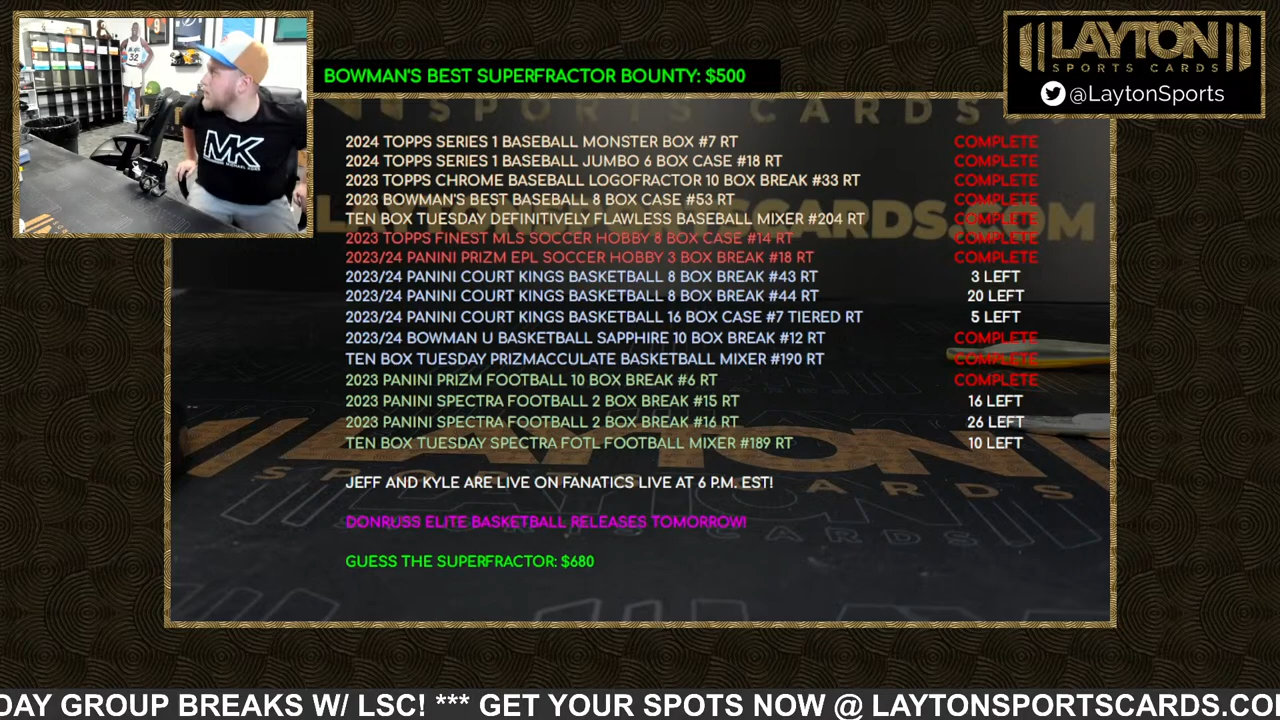 LAYTON
SPORTS CARDS
@LaytonSports
BOWMAN'S BEST SUPERFRACTOR BOUNTY: $500
MK
32
SPORTS CARDS
2024 TOPPS SERIES 1 BASEBALL MONSTER BOX #7 RT COMPLETE
2024 TOPPS SERIES 1 BASEBALL JUMBO 6 BOX CASE #18 RT COMPLETE
2023 TOPPS CHROME BASEBALL LOGOFRACTOR 10 BOX BREAK #33 RT COMPLETE
2023 BOWMAN'S BEST BASEBALL 8 BOX CASE #53 RT COMPLETE
TEN BOX TUESDAY DEFINITIVELY FLAWLESS BASEBALL MIXER #204 RT COMPLETE
2023 TOPPS FINEST MLS SOCCER HOBBY 8 BOX CASE #14 RT COMPLETE
2023/24 PANINI PRIZM EPL SOCCER HOBBY 3 BOX BREAK #18 RT COMPLETE
2023/24 PANINI COURT KINGS BASKETBALL 8 BOX BREAK #43 RT 3 LEFT
2023/24 PANINI COURT KINGS BASKETBALL 8 BOX BREAK #44 RT 20 LEFT
2023/24 PANINI COURT KINGS BASKETBALL 16 BOX CASE #7 TIERED RT 5 LEFT
2023/24 BOWMAN U BASKETBALL SAPPHIRE 10 BOX BREAK #12 RT COMPLETE
TEN BOX TUESDAY PRIZMACCULATE BASKETBALL MIXER #190 RT COMPLETE
2023 PANINI PRIZM FOOTBALL 10 BOX BREAK #6 RT COMPLETE
2023 PANINI SPECTRA FOOTBALL 2 BOX BREAK #15 RT 16 LEFT
2023 PANINI SPECTRA FOOTBALL 2 BOX BREAK #16 RT 26 LEFT
TEN BOX TUESDAY SPECTRA FOTL FOOTBALL MIXER #189 RT 10 LEFT
LAYTON
SPORTS CARDS
JEFF AND KYLE ARE LIVE ON FANATICS LIVE AT 6 P.M. EST!
DONRUSS ELITE BASKETBALL RELEASES TOMORROW!
GUESS THE SUPERFRACTOR: $680
DAY GROUP BREAKS W/ LSC! *** GET YOUR SPOTS NOW @ LAYTONSPORTSCARDS.CO